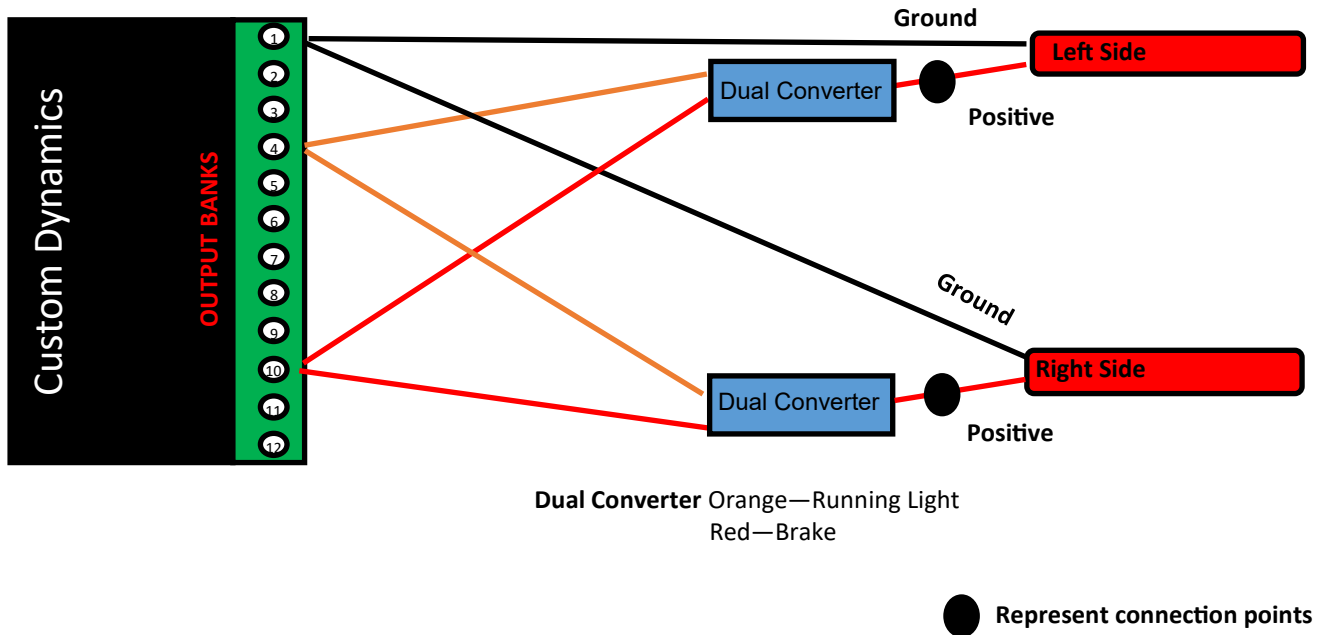 Custom Dynamics
OUTPUT BANKS
1
2
3
4
5
6
7
8
9
10
11
12
Ground
Left Side
Dual Converter
Positive
Ground
Right Side
Dual Converter
Positive
Dual Converter Orange—Running Light
Red—Brake
Represent connection points